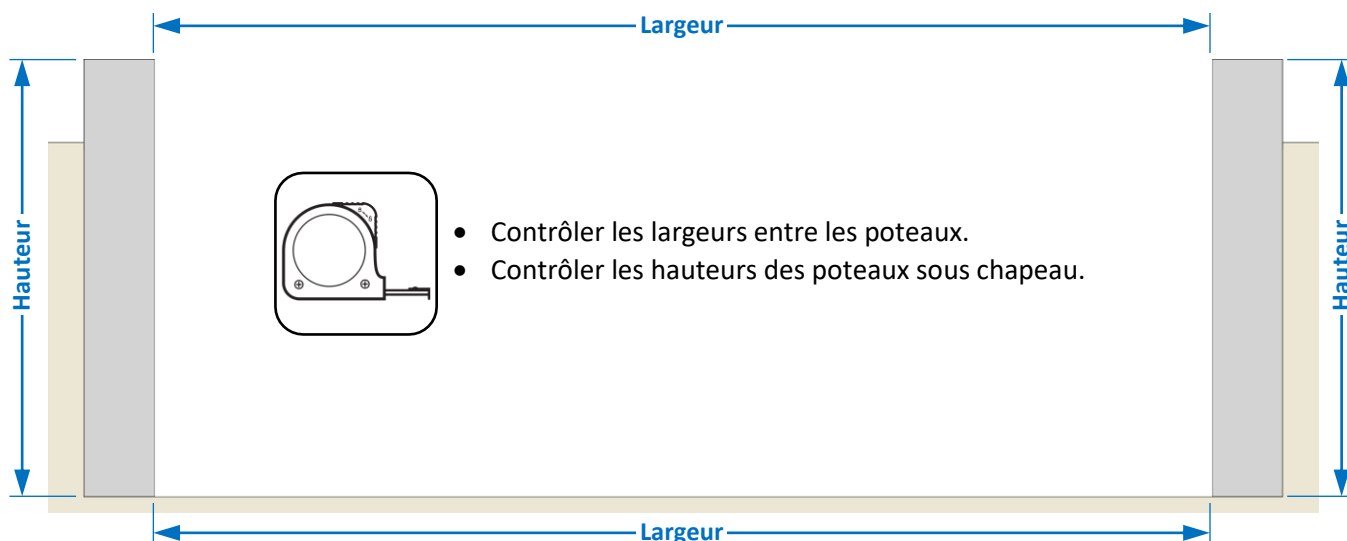 Largeur
Hauteur
• Contrôler les largeurs entre les poteaux.
• Contrôler les hauteurs des poteaux sous chapeau.
Hauteur
Largeur